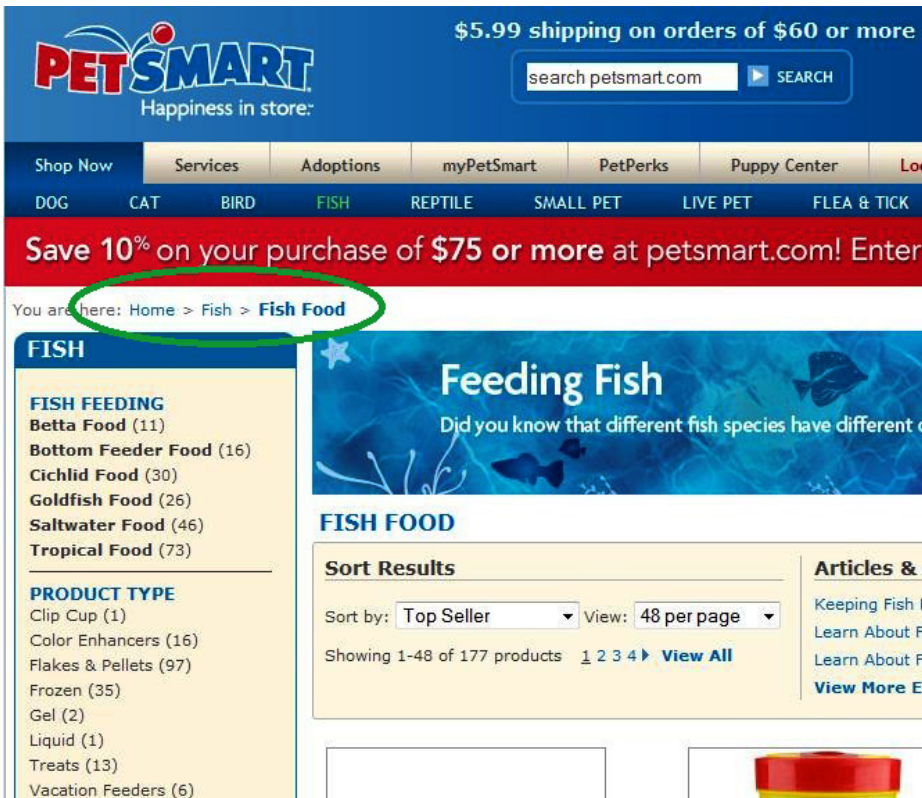 $5.99 shipping on orders of $60 or more
PETSMART
Happiness in store.
search petsmart.com SEARCH
Shop Now Services Adoptions myPetSmart PetPerks Puppy Center
DOG CAT BIRD FISH REPTILE SMALL PET LIVE PET FLEA & TICK
Save 10% on your purchase of $75 or more at petsmart.com! Enter
You are here: Home > Fish > Fish Food
FISH
FISH FEEDING
Betta Food (11)
Bottom Feeder Food (16)
Cichlid Food (30)
Goldfish Food (26)
Saltwater Food (46)
Tropical Food (73)
PRODUCT TYPE
Clip Cup (1)
Color Enhancers (16)
Flakes & Pellets (97)
Frozen (35)
Gel (2)
Liquid (1)
Treats (13)
Vacation Feeders (6)
Feeding Fish
Did you know that different fish species have different
FISH FOOD
Sort Results
Sort by: Top Seller View: 48 per page
Showing 1-48 of 177 products 1 2 3 4 View All
Articles &
Keeping Fish
Learn About
Learn About
View More